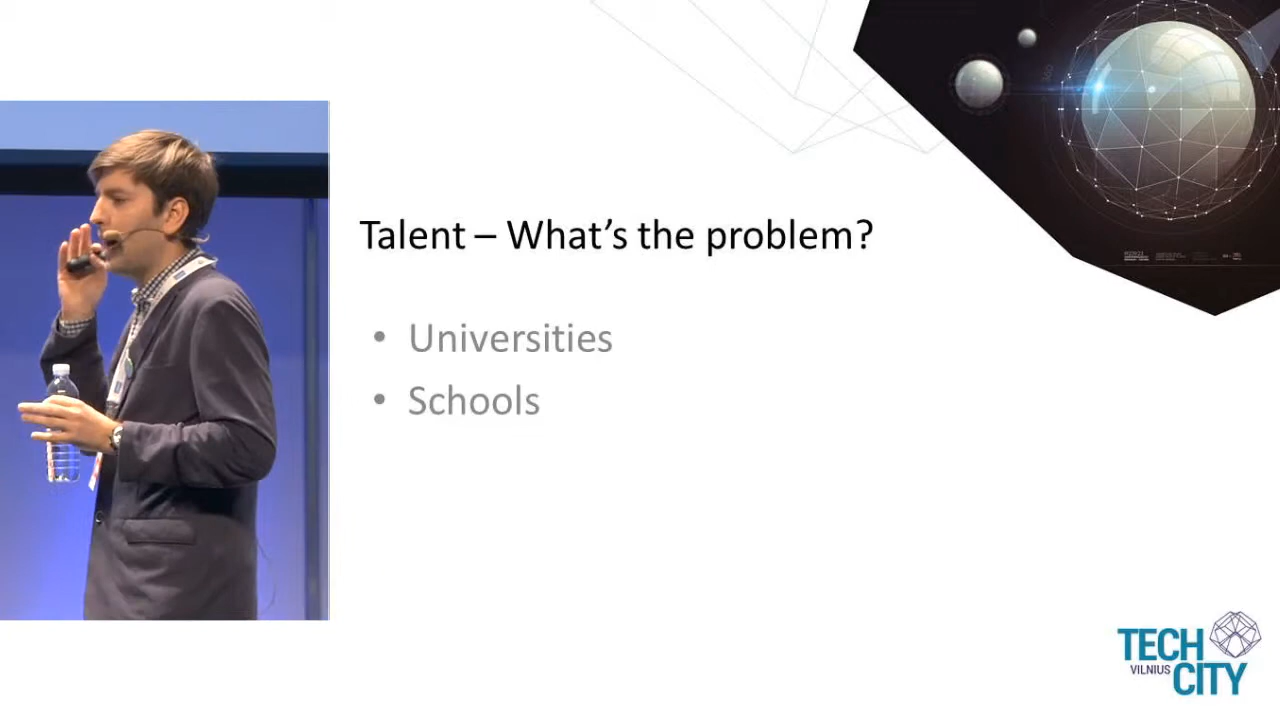 Talent – What's the problem?
• Universities
• Schools
TECH
VILNIUS
CITY